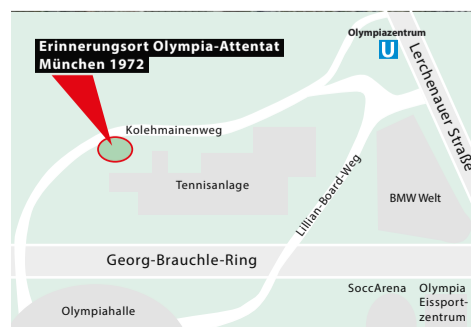 Erinnerungsort Olympia-Attentat
München 1972
Olympiazentrum
U
Lerchenauer Straße
Kolehmainenweg
Tennisanlage
Lillian-Board-Weg
BMW Welt
Georg-Brauchle-Ring
SoccArena
Olympia
Eissport-
zentrum
Olympiahalle